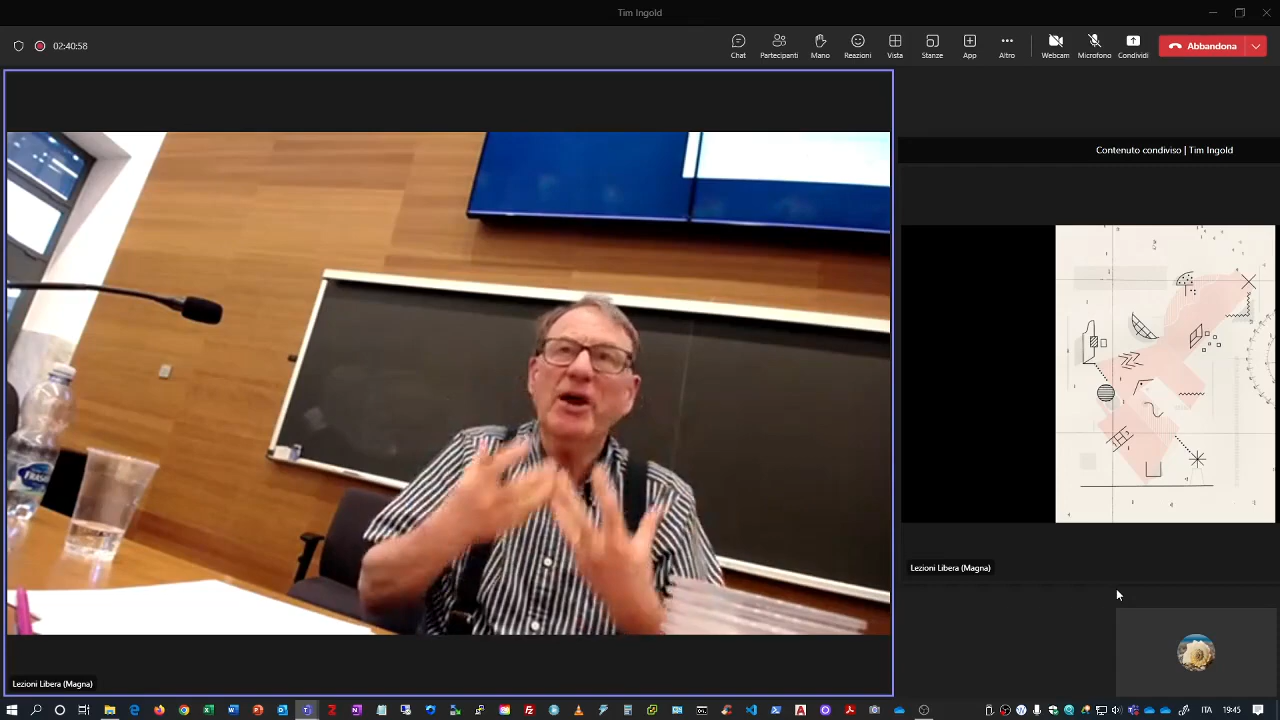 Tim Ingold
02:40:58
Chat
Partecipanti
Mano
Reazioni
Vista
Stanze
App
Altro
Webcam
Microfono
Condividi
Abbandona
Contenuto condiviso | Tim Ingold
Lezioni Libera (Magna)
Lezioni Libera (Magna)
ITA
19:45